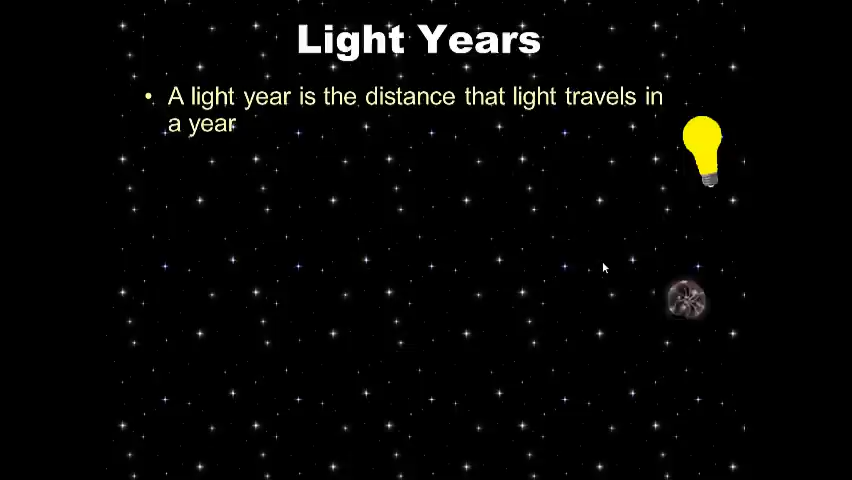 Light Years
• A light year is the distance that light travels in
a year